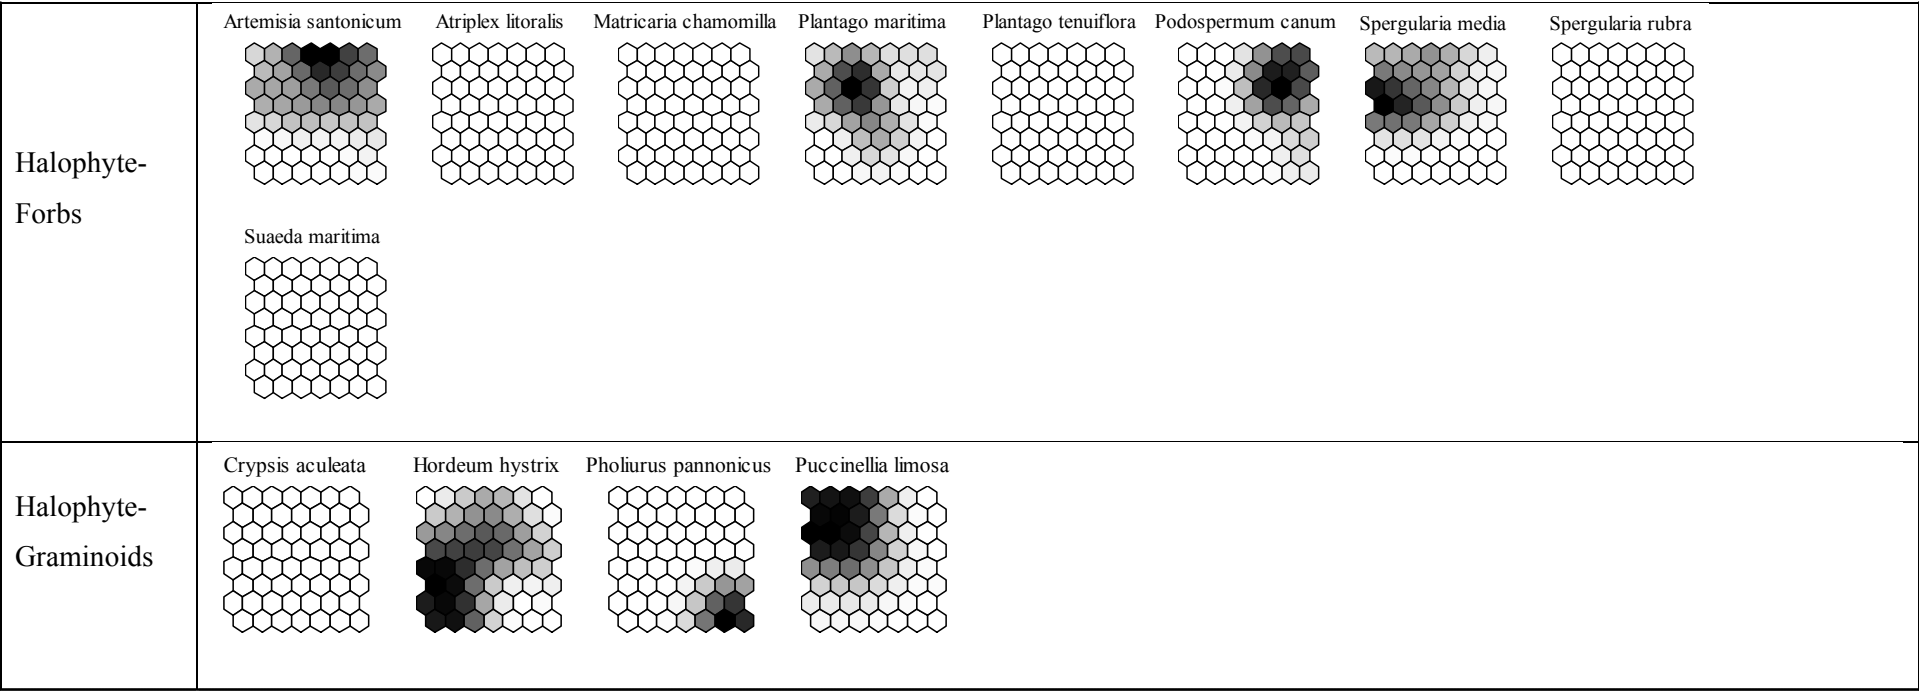 Artemisia santonicum Atriplex litoralis Matricaria chamomilla Plantago maritima Plantago tenuiflora Podospermum canum Spergularia media Spergularia rubra
Halophyte-
Forbs
Suaeda maritima
Crypsis aculeata Hordeum hystrix Pholiurus pannonicus Puccinellia limosa
Halophyte-
Graminoids